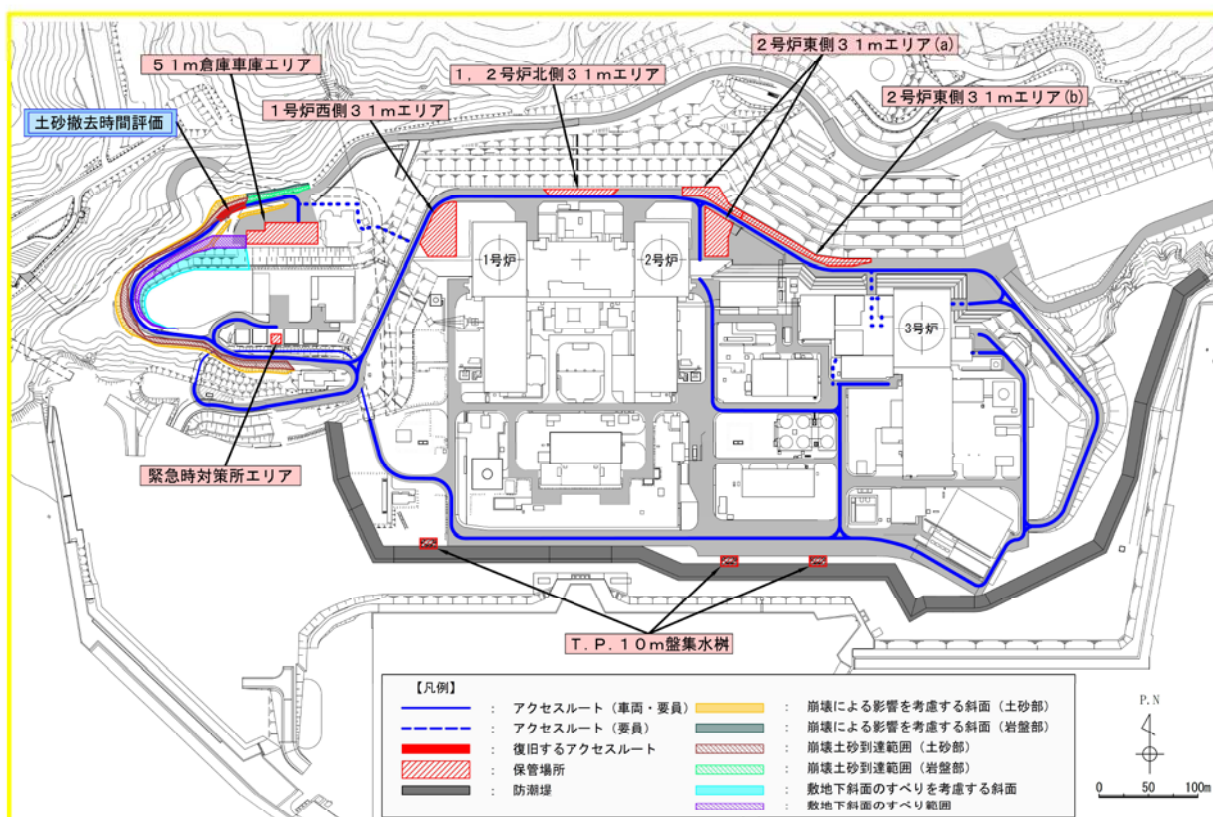 ５１ｍ倉庫車庫エリア
１，２号炉北側３１ｍエリア
２号炉東側３１ｍエリア(a)
土砂撤去時間評価
１号炉西側３１ｍエリア
２号炉東側３１ｍエリア(b)
１号炉
２号炉
３号炉
緊急時対策所エリア
Ｔ．Ｐ．１０ｍ盤集水桝
【凡例】
： アクセスルート（車両・要員）
： アクセスルート（要員）
： 復旧するアクセスルート
： 保管場所
： 防潮堤
： 崩壊による影響を考慮する斜面（土砂部）
： 崩壊による影響を考慮する斜面（岩盤部）
： 崩壊土砂到達範囲（土砂部）
： 崩壊土砂到達範囲（岩盤部）
： 敷地下斜面のすべりを考慮する斜面
： 敷地下斜面のすべり範囲
P.N
0 50 100m